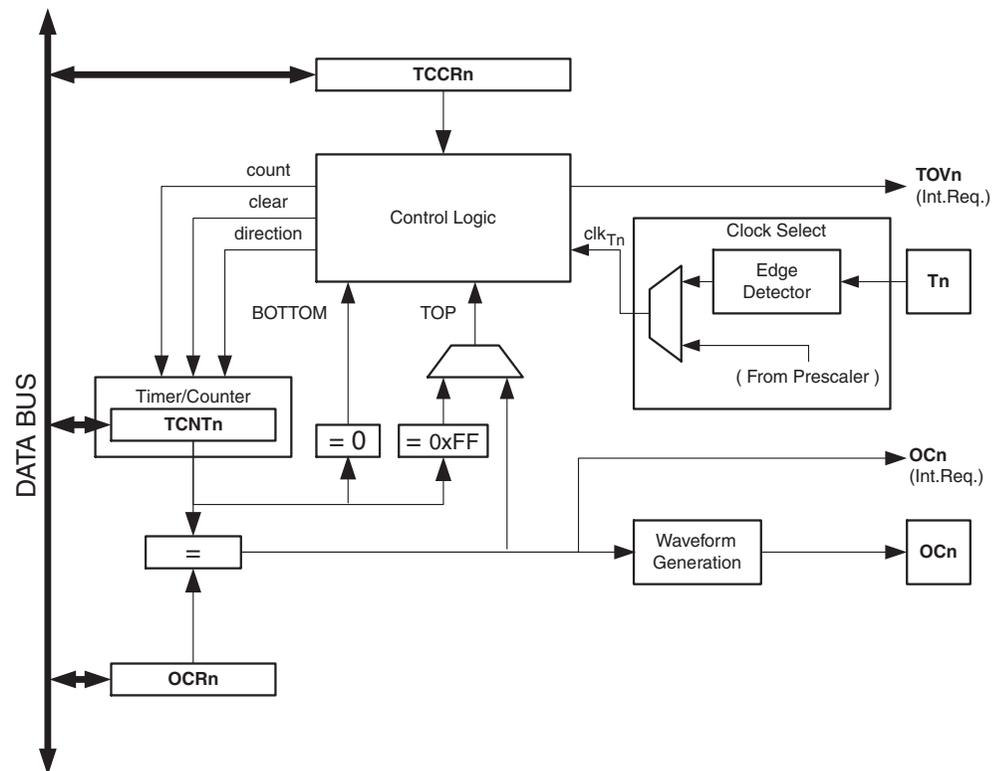 TCCRn
count
clear
direction
Control Logic
TOVn
(Int.Req.)
clkTn
Clock Select
Edge
Detector
Tn
BOTTOM
TOP
( From Prescaler )
DATA BUS
Timer/Counter
TCNTn
= 0
= 0xFF
OCn
(Int.Req.)
=
Waveform
Generation
OCn
OCRn